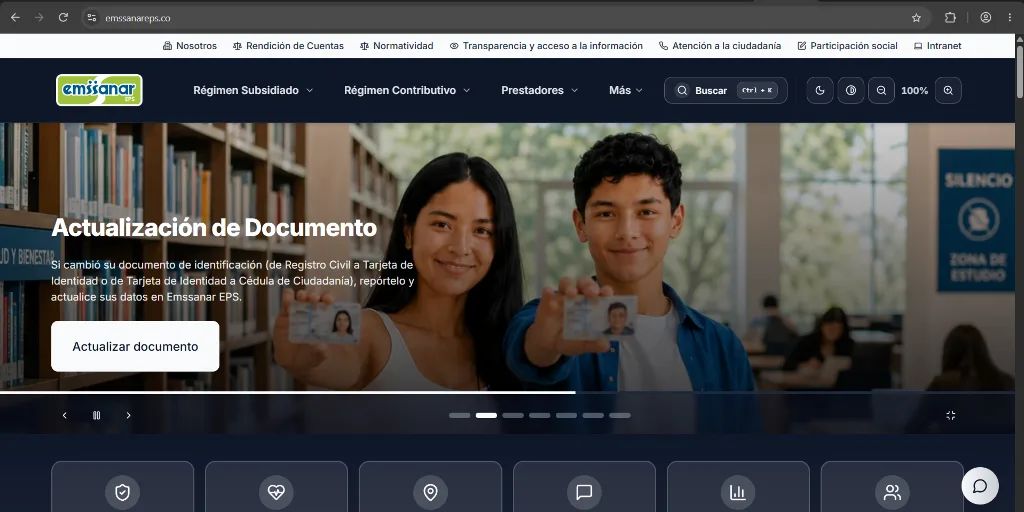 emssanareps.co
Nosotros
Rendición de Cuentas
Normatividad
Transparencia y acceso a la información
Atención a la ciudadanía
Participación social
Intranet
emssanar
EPS
Régimen Subsidiado
Régimen Contributivo
Prestadores
Más
Buscar
Ctrl + K
100%
SILENCIO
ZONA DE
ESTUDIO
UD Y BIENESTAR
Actualización de Documento
Si cambió su documento de identificación (de Registro Civil a Tarjeta de
Identidad o de Tarjeta de Identidad a Cédula de Ciudadanía), repórtelo y
actualice sus datos en Emssanar EPS.
Actualizar documento